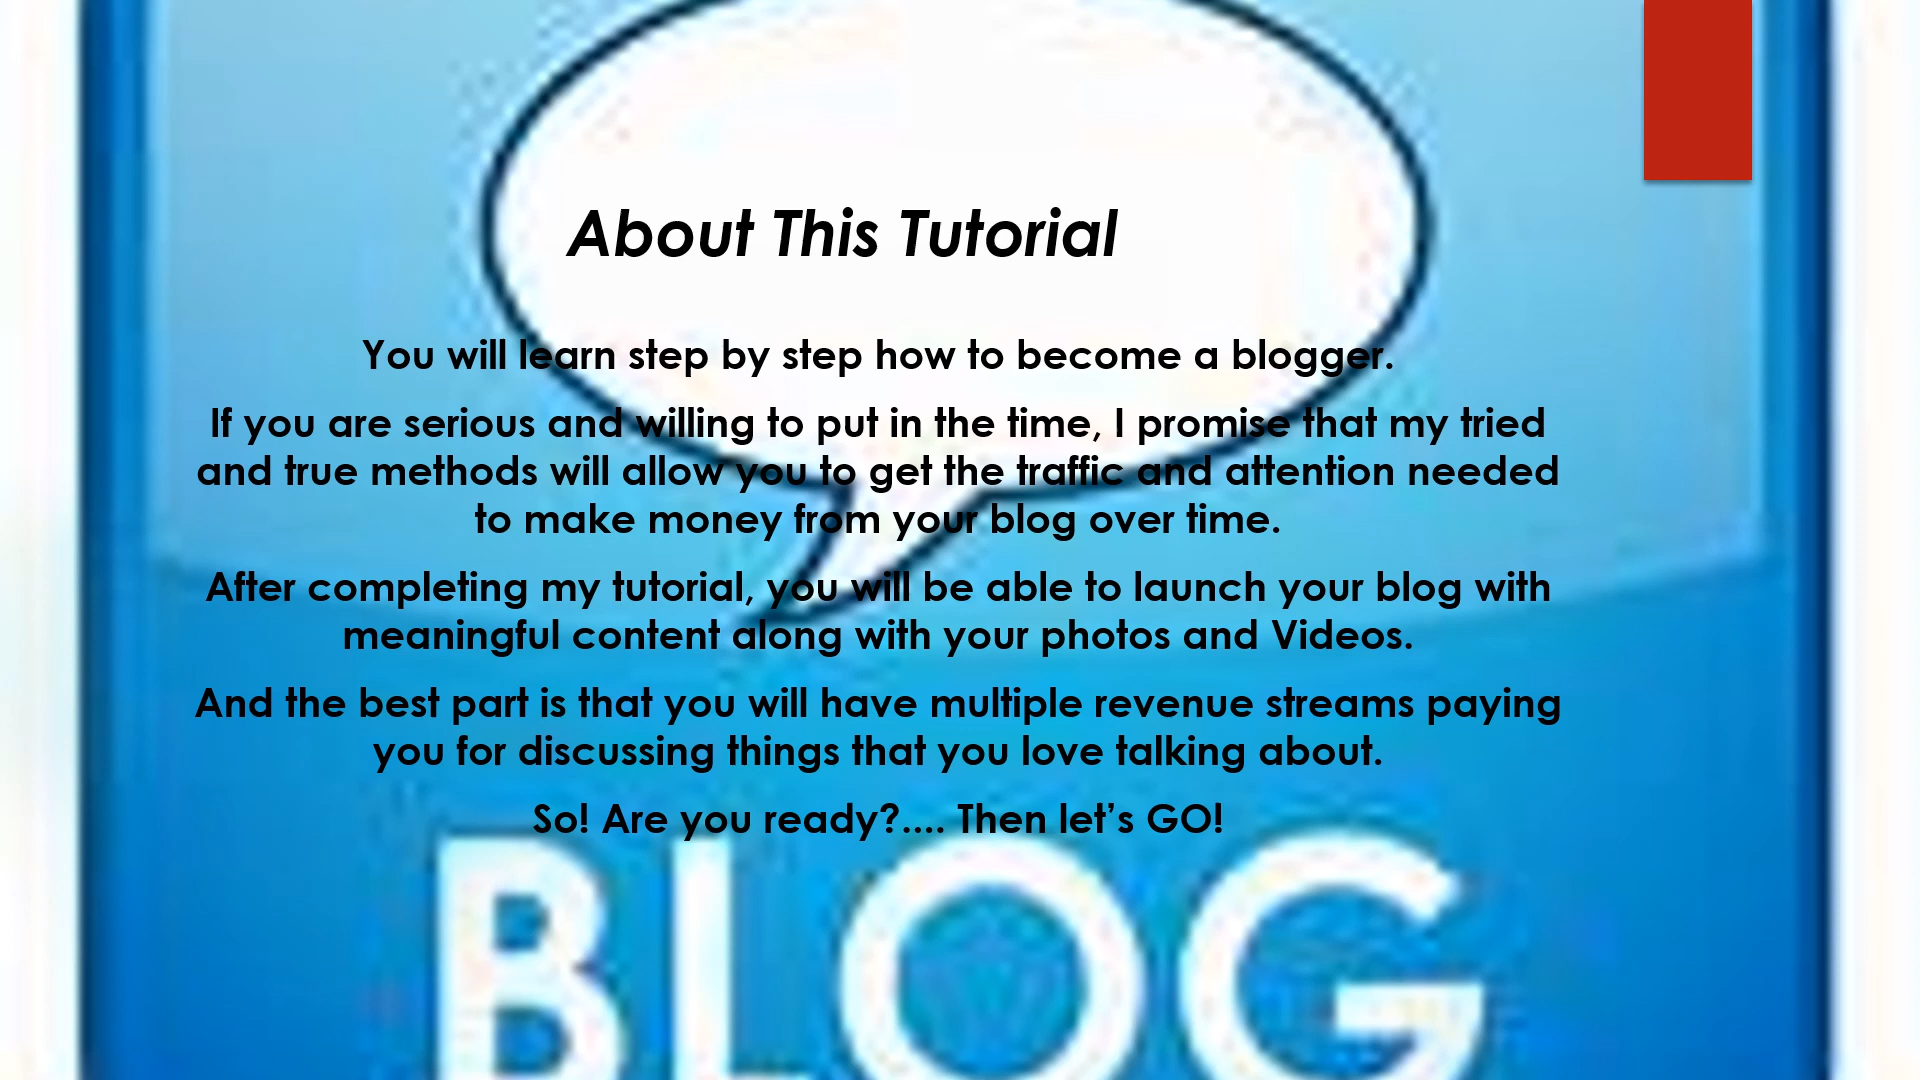 About This Tutorial
You will learn step by step how to become a blogger.
If you are serious and willing to put in the time, I promise that my tried
and true methods will allow you to get the traffic and attention needed
to make money from your blog over time.
After completing my tutorial, you will be able to launch your blog with
meaningful content along with your photos and Videos.
And the best part is that you will have multiple revenue streams paying
you for discussing things that you love talking about.
So! Are you ready?.... Then let’s GO!
BLOG